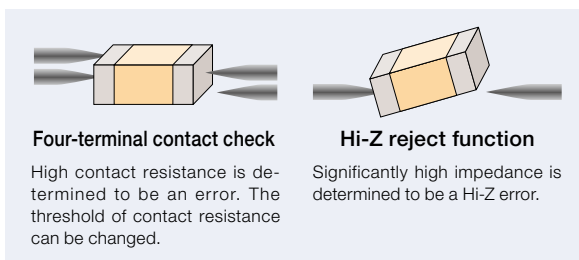 Four-terminal contact check
High contact resistance is de-
termined to be an error. The
threshold of contact resistance
can be changed.
Hi-Z reject function
Significantly high impedance is
determined to be a Hi-Z error.